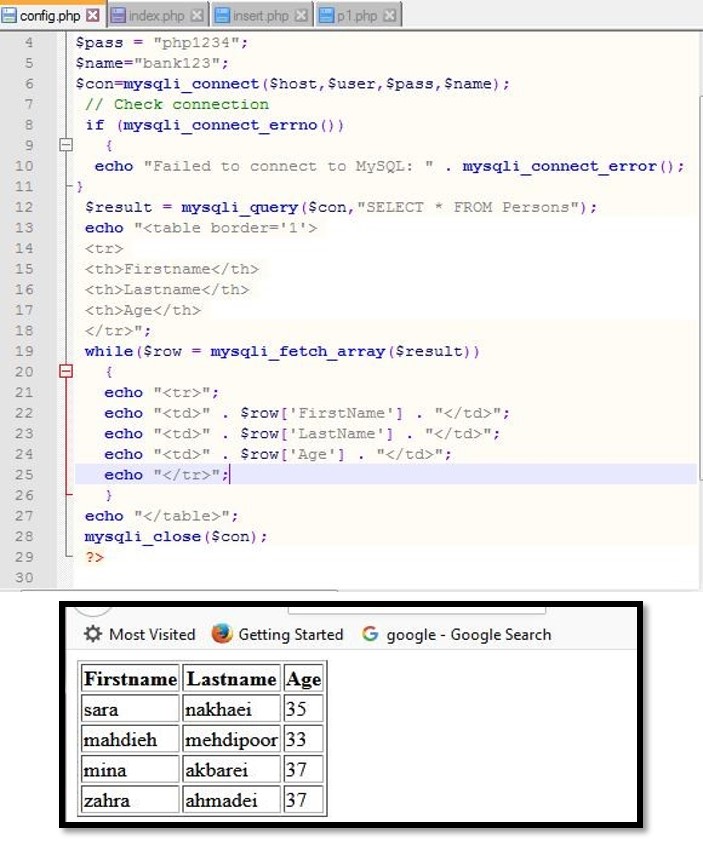 config.php index.php insert.php p1.php
4 $pass = "php1234";
5 $name="bank123";
6 $con=mysqli_connect($host,$user,$pass,$name);
7 // Check connection
8 if (mysqli_connect_errno())
9 {
10 echo "Failed to connect to MySQL: " . mysqli_connect_error();
11 }
12 $result = mysqli_query($con,"SELECT * FROM Persons");
13 echo "<table border='1'>
14 <tr>
15 <th>Firstname</th>
16 <th>Lastname</th>
17 <th>Age</th>
18 </tr>";
19 while($row = mysqli_fetch_array($result))
20 {
21 echo "<tr>";
22 echo "<td>" . $row['FirstName'] . "</td>";
23 echo "<td>" . $row['LastName'] . "</td>";
24 echo "<td>" . $row['Age'] . "</td>";
25 echo "</tr>";
26 }
27 echo "</table>";
28 mysqli_close($con);
29 ?>
30
Most Visited Getting Started google - Google Search
Firstname Lastname Age
sara nakhaei 35
mahdieh mehdipoor 33
mina akbarei 37
zahra ahmadei 37